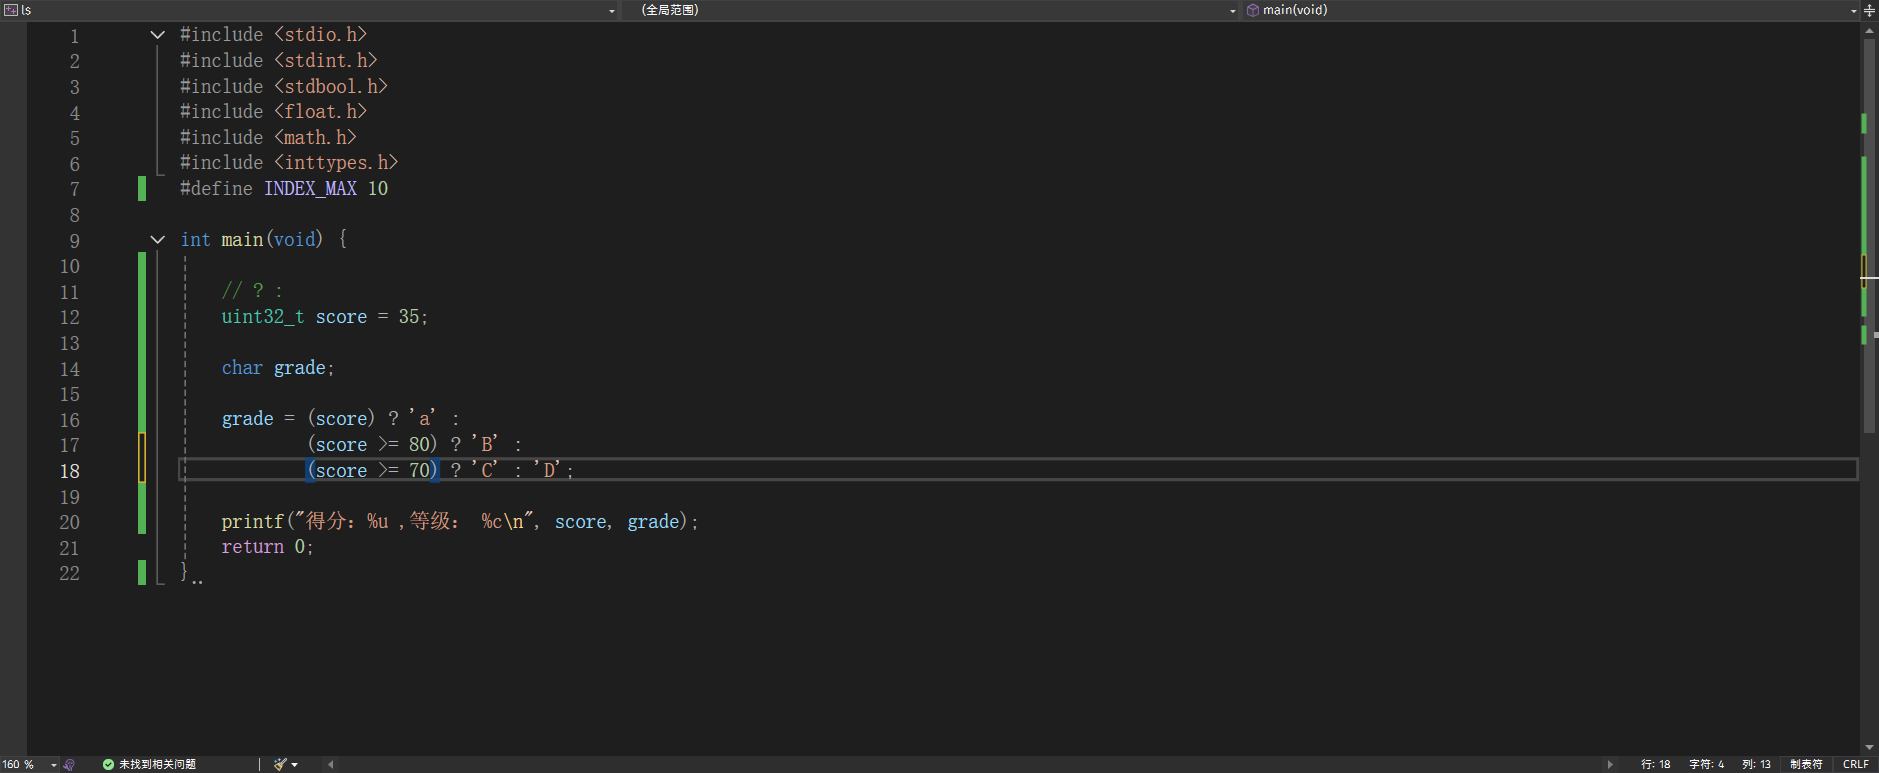 ls (全局范围) main(void)
1 #include <stdio.h>
2 #include <stdint.h>
3 #include <stdbool.h>
4 #include <float.h>
5 #include <math.h>
6 #include <inttypes.h>
7 #define INDEX_MAX 10
8
9 int main(void) {
10
11 // ? :
12 uint32_t score = 35;
13
14 char grade;
15
16 grade = (score) ? 'a' :
17 (score >= 80) ? 'B' :
18 (score >= 70) ? 'C' : 'D';
19
20 printf("得分：%u ,等级： %c\n", score, grade);
21 return 0;
22 }
160 % 未找到相关问题 行: 18 字符: 4 列: 13 制表符 CRLF